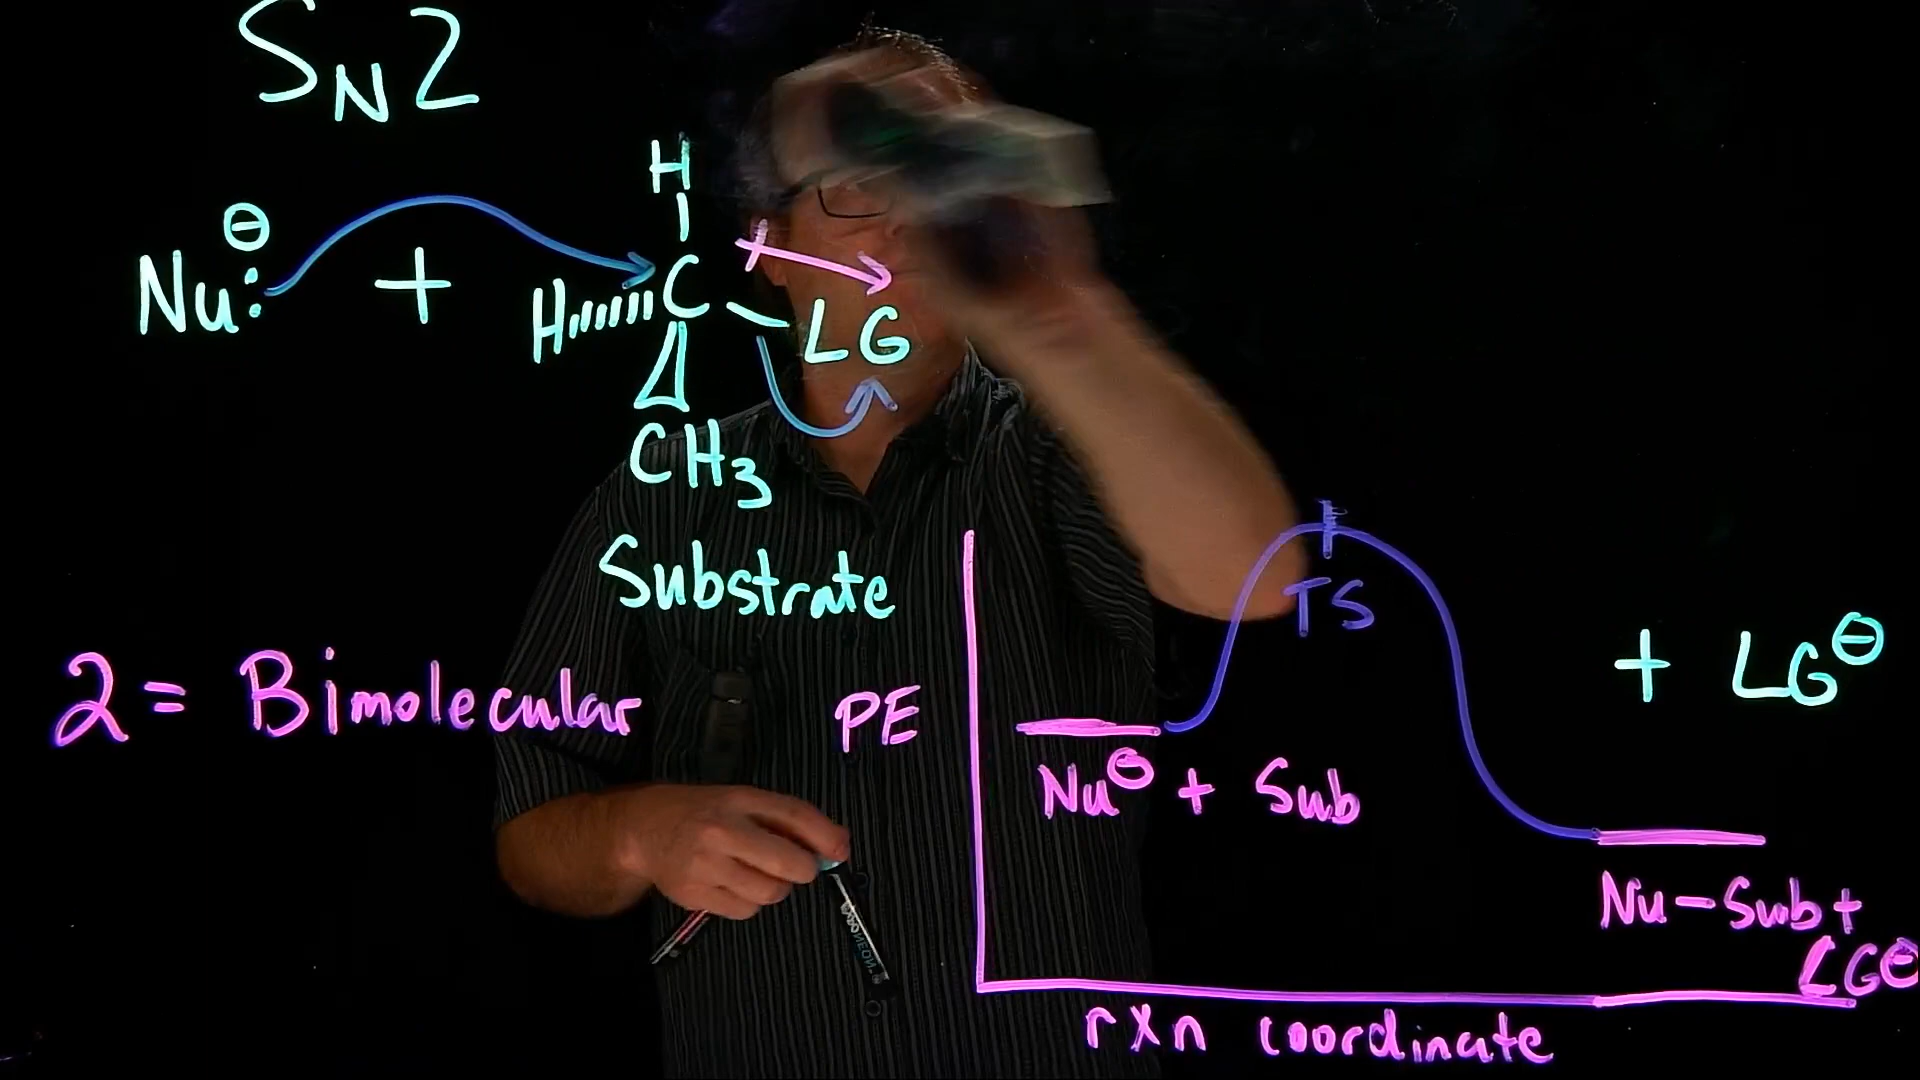 SN2
H
Nu:⊖ + H C LG
CH3
Substrate
TS
+ LG⊖
2 = Bimolecular
PE
Nu⊖ + Sub
Nu-Sub +
LG⊖
rxn coordinate